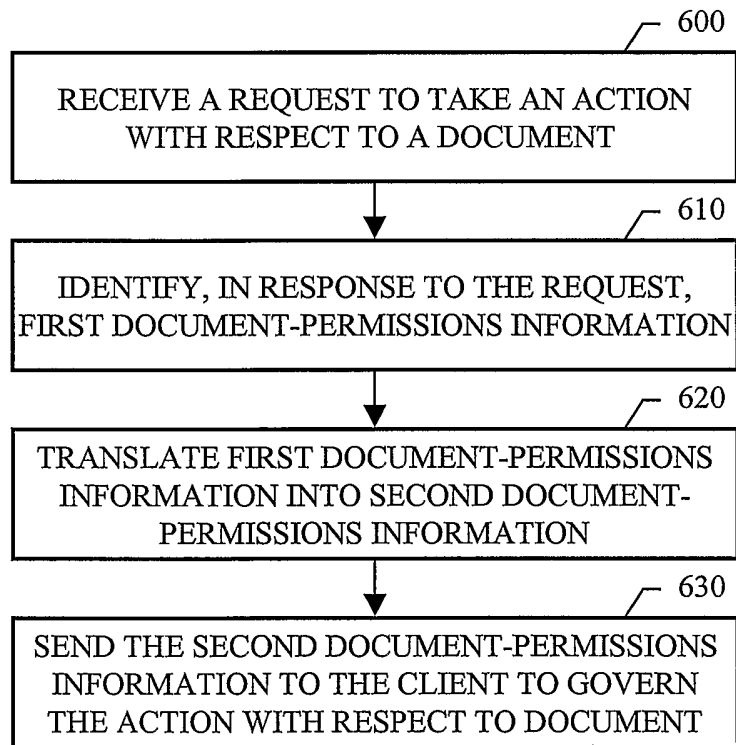 600
RECEIVE A REQUEST TO TAKE AN ACTION
WITH RESPECT TO A DOCUMENT
610
IDENTIFY, IN RESPONSE TO THE REQUEST,
FIRST DOCUMENT-PERMISSIONS INFORMATION
620
TRANSLATE FIRST DOCUMENT-PERMISSIONS
INFORMATION INTO SECOND DOCUMENT-
PERMISSIONS INFORMATION
630
SEND THE SECOND DOCUMENT-PERMISSIONS
INFORMATION TO THE CLIENT TO GOVERN
THE ACTION WITH RESPECT TO DOCUMENT